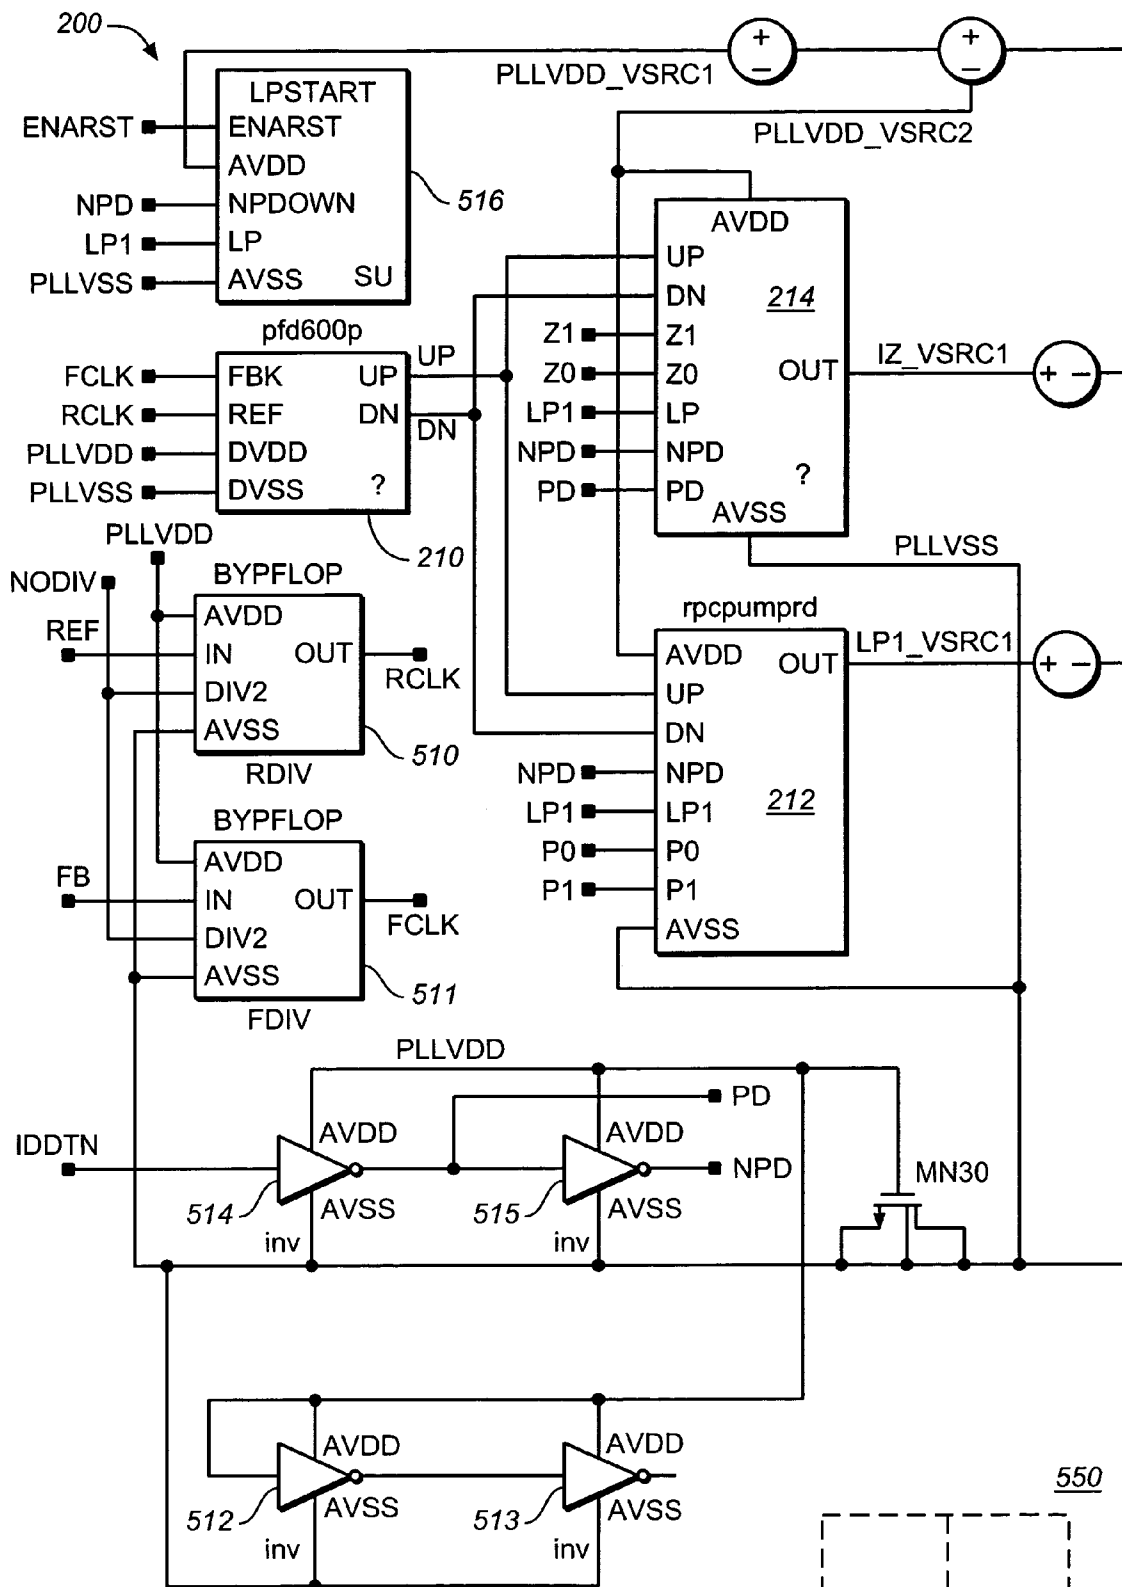 200
PLLVDD_VSRC1
+
−
+
−
PLLVDD_VSRC2
LPSTART
ENARST
ENARST
AVDD
NPD
NPDOWN
LP1
LP
PLLVSS
AVSS
SU
516
pfd600p
FCLK
FBK
UP
UP
RCLK
REF
DN
DN
PLLVDD
DVDD
PLLVSS
DVSS
?
210
AVDD
UP
DN
214
Z1
Z1
Z0
Z0
OUT
IZ_VSRC1
+ −
LP1
LP
NPD
NPD
PD
PD
?
AVSS
PLLVSS
PLLVDD
NODIV
BYPFLOP
REF
AVDD
IN
OUT
RCLK
DIV2
AVSS
510
RDIV
rpcpumprd
AVDD
OUT
LP1_VSRC1
+ −
UP
DN
NPD
NPD
LP1
LP1
212
P0
P0
P1
P1
AVSS
BYPFLOP
FB
AVDD
IN
OUT
FCLK
DIV2
AVSS
511
FDIV
PLLVDD
PD
IDDTN
AVDD
AVDD
NPD
514
AVSS
515
AVSS
inv
inv
MN30
AVDD
AVDD
512
AVSS
513
AVSS
inv
inv
550